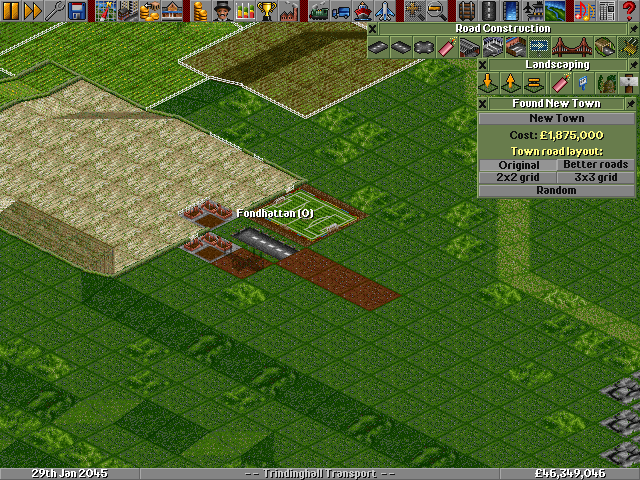 Road Construction
Landscaping
Found New Town
New Town
Cost: £1,875,000
Town road layout:
Original
Better roads
2x2 grid
3x3 grid
Random
Fondhattan (0)
29th Jan 2045
-- Trindinghall Transport --
£46,349,046